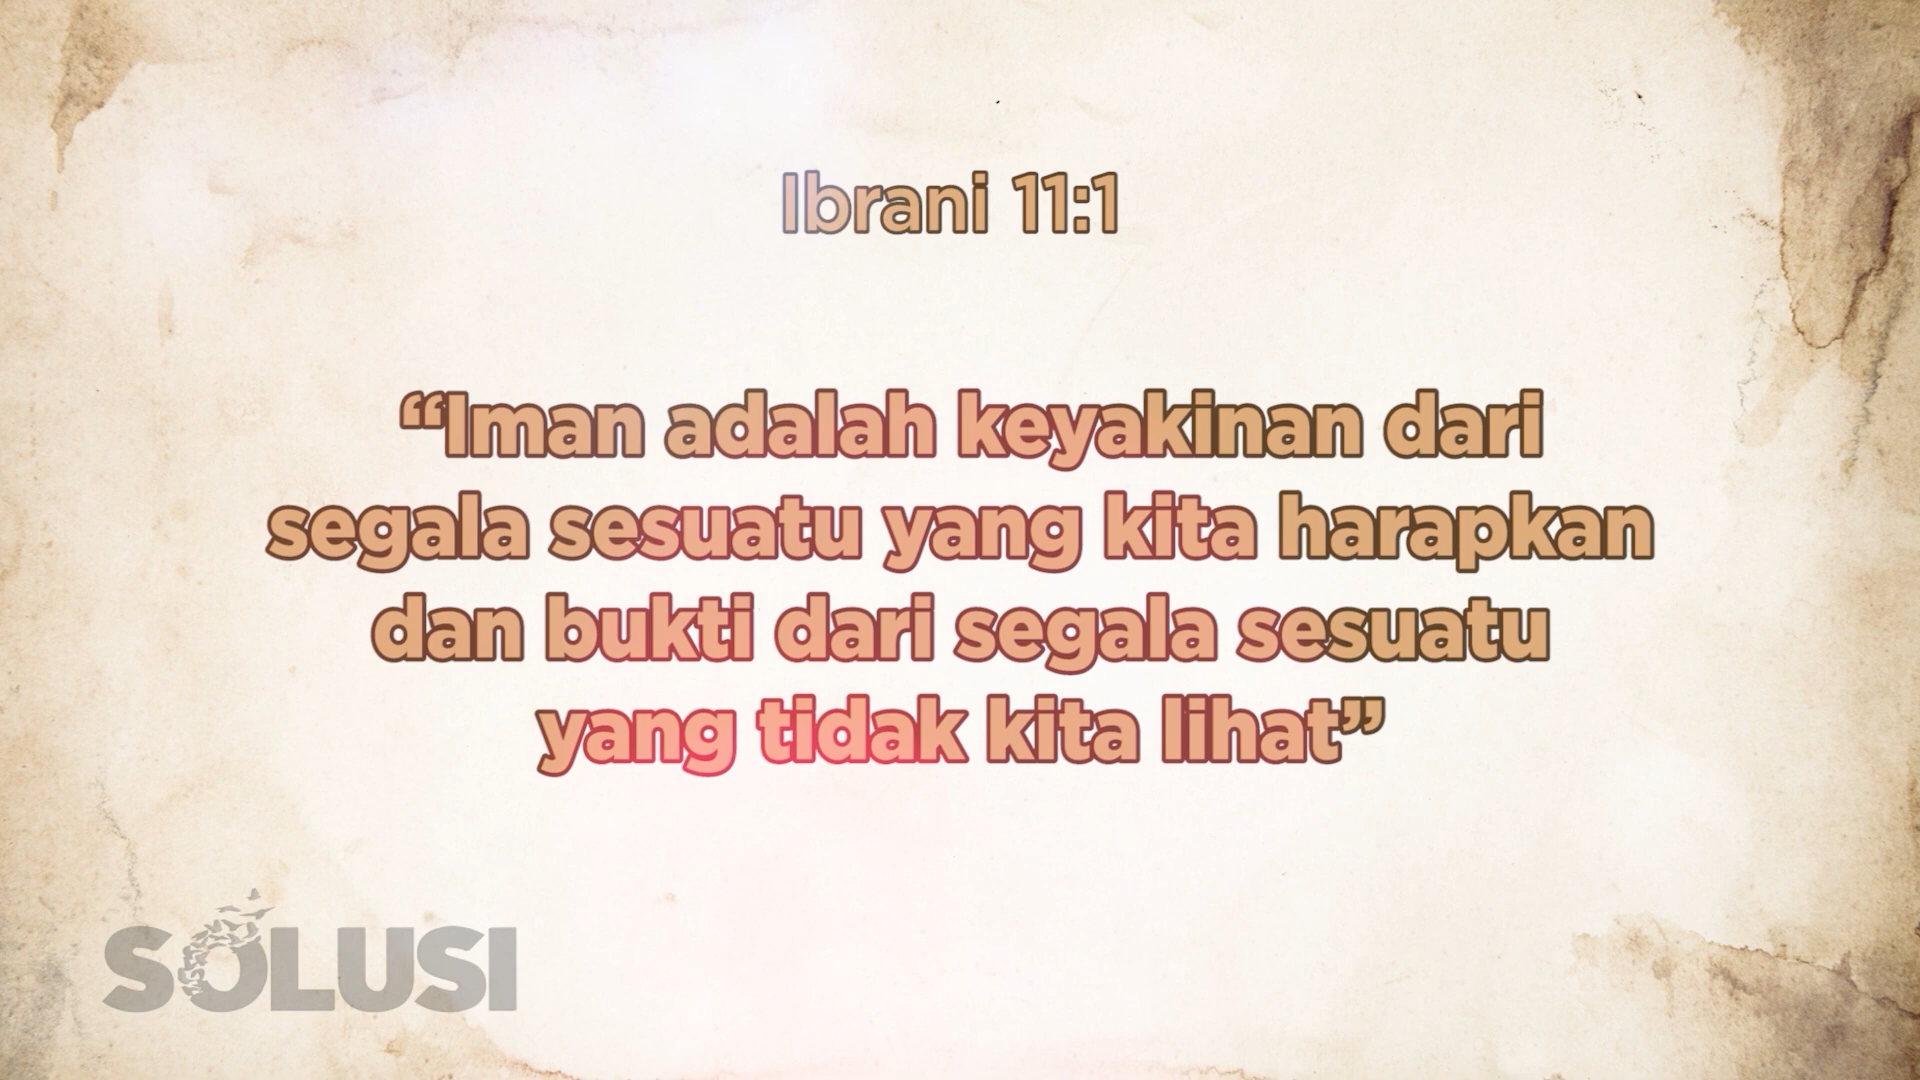 Ibrani 11:1
“Iman adalah keyakinan dari
segala sesuatu yang kita harapkan
dan bukti dari segala sesuatu
yang tidak kita lihat”
SOLUSI